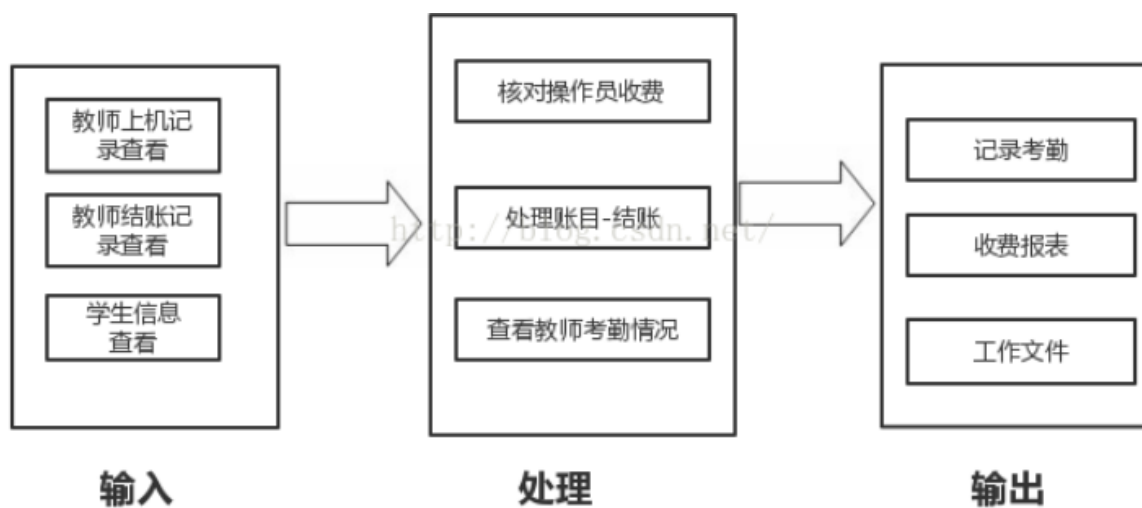 教师上机记
录查看
教师结账记
录查看
学生信息
查看
输入
核对操作员收费
处理账目-结账
http://blog.csdn.net/
查看教师考勤情况
处理
记录考勤
收费报表
工作文件
输出